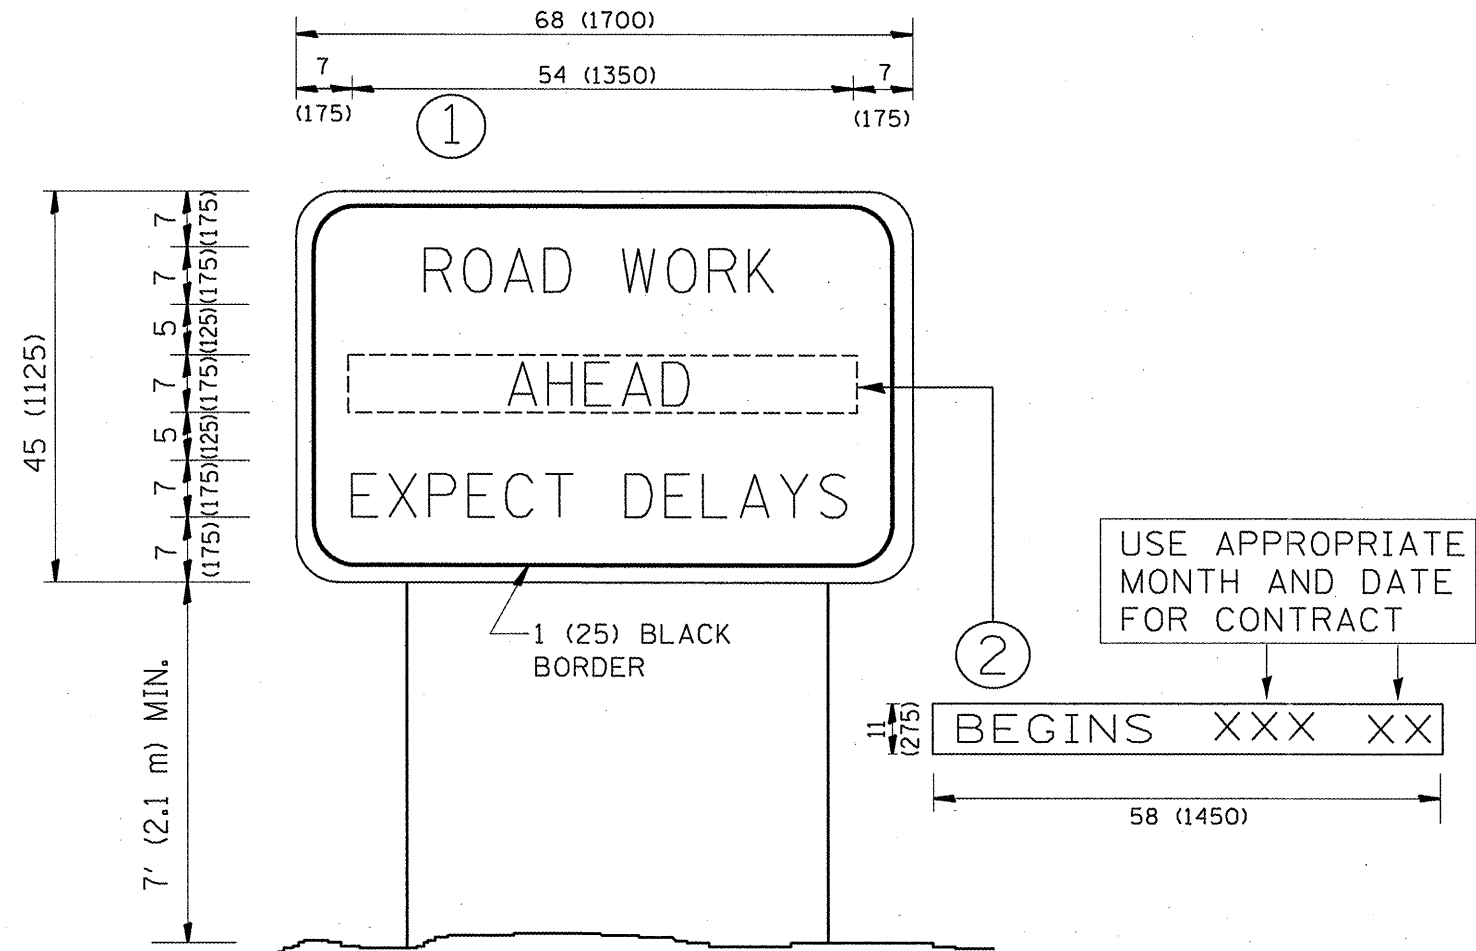 68 (1700)
7
54 (1350)
7
(175)
(175)
1
7
(175)
7
(175)
5
(125)
7
(175)
5
(125)
7
(175)
7
(175)
45 (1125)
ROAD WORK
AHEAD
EXPECT DELAYS
1 (25) BLACK
BORDER
7' (2.1 m) MIN.
2
USE APPROPRIATE
MONTH AND DATE
FOR CONTRACT
11
(275)
BEGINS XXX XX
58 (1450)